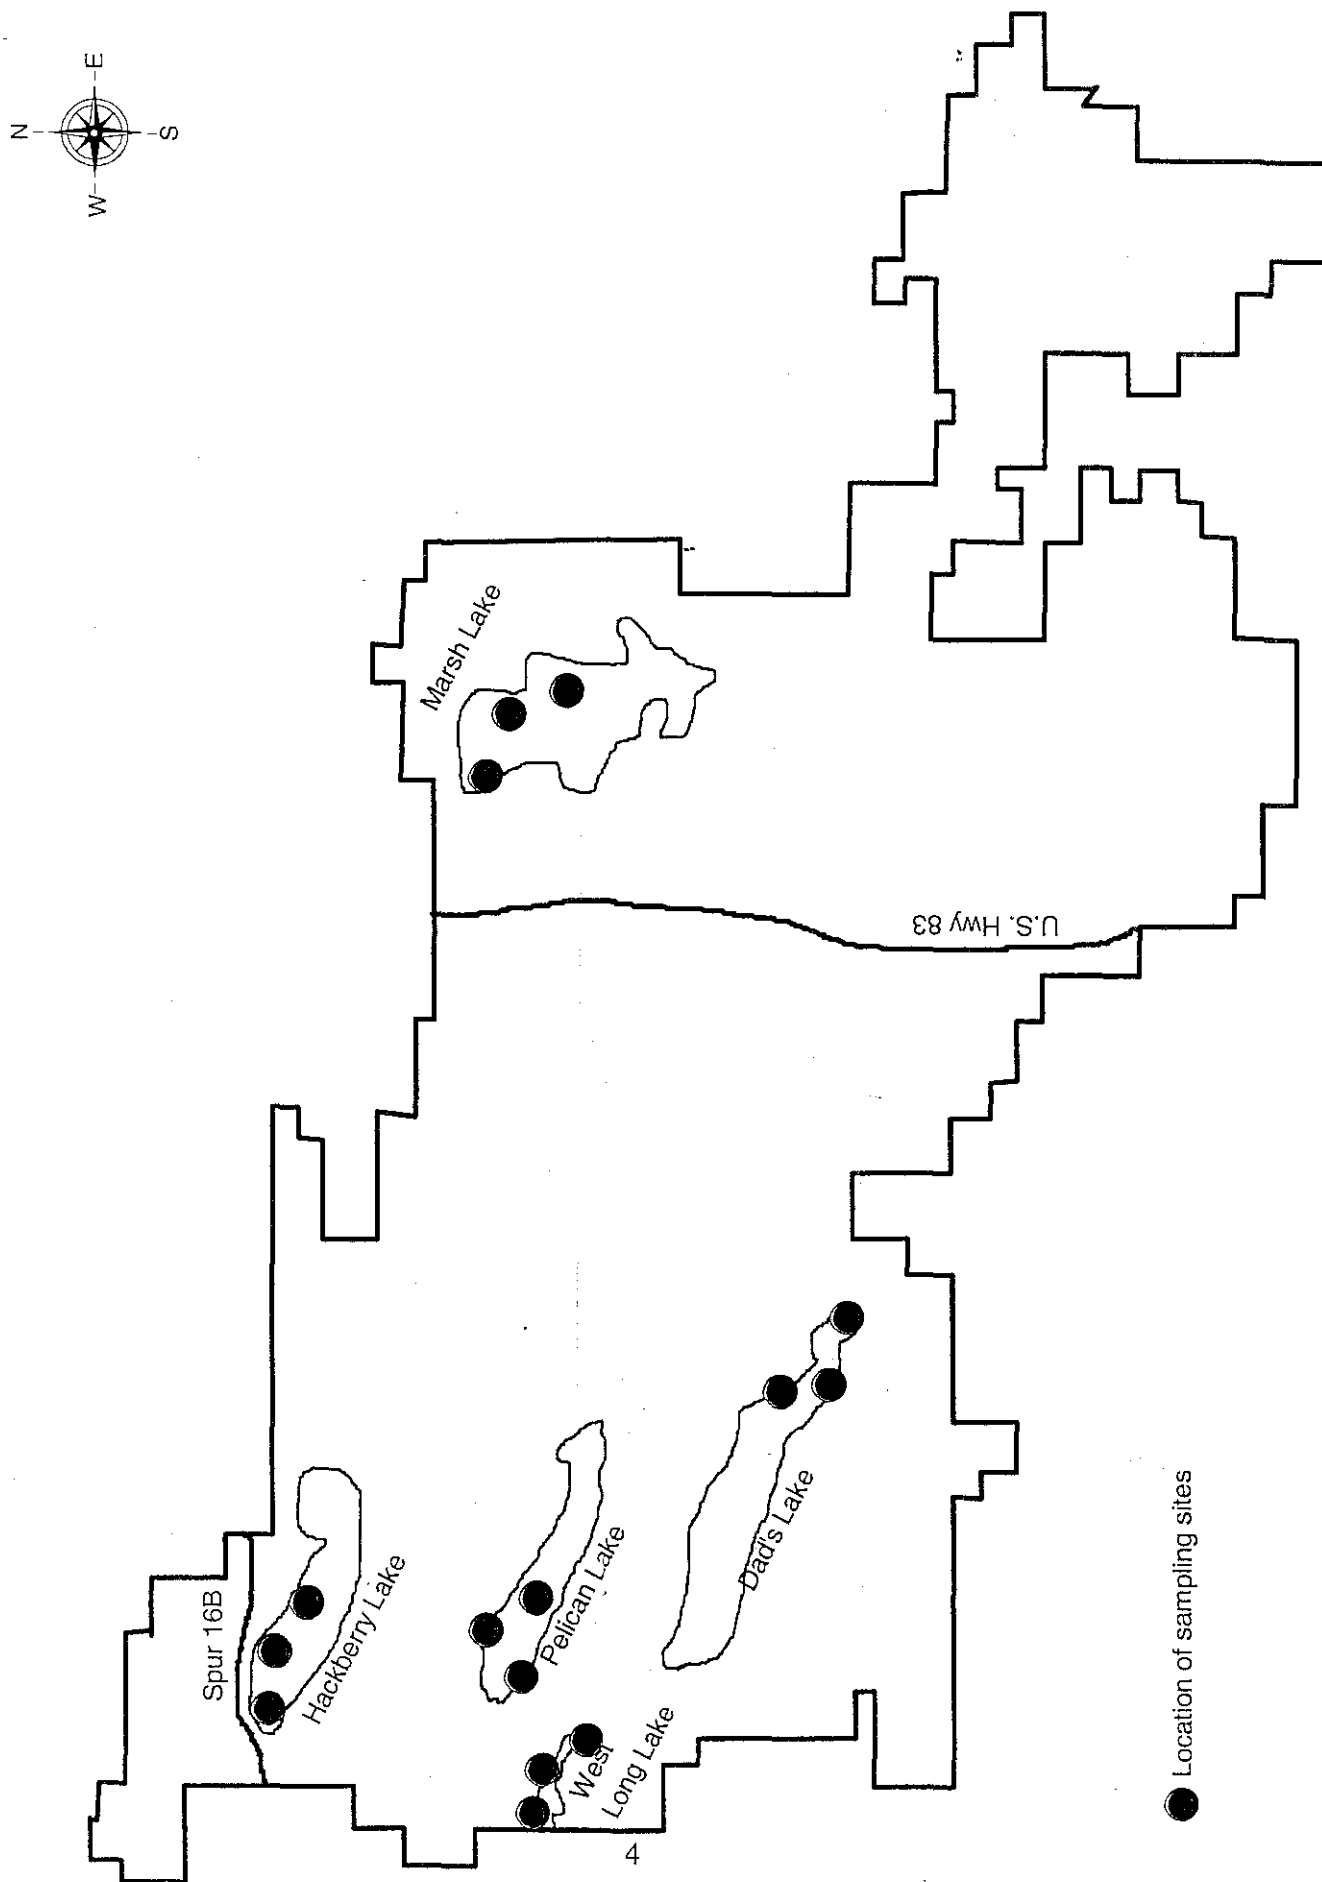 N
W
E
S
Spur 16B
Hackberry Lake
Marsh Lake
Pelican Lake
West
Long Lake
Dad's Lake
U.S. Hwy 83
Location of sampling sites
4